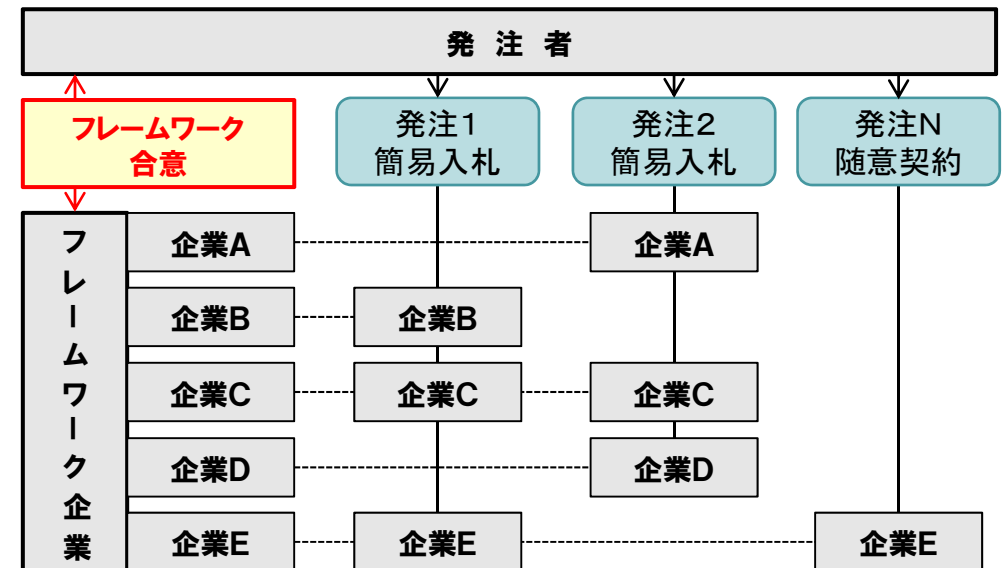 発 注 者
フレームワーク
合意
発注1
簡易入札
発注2
簡易入札
発注N
随意契約
フレームワーク企業
企業A
企業A
企業B
企業B
企業C
企業C
企業C
企業D
企業D
企業E
企業E
企業E